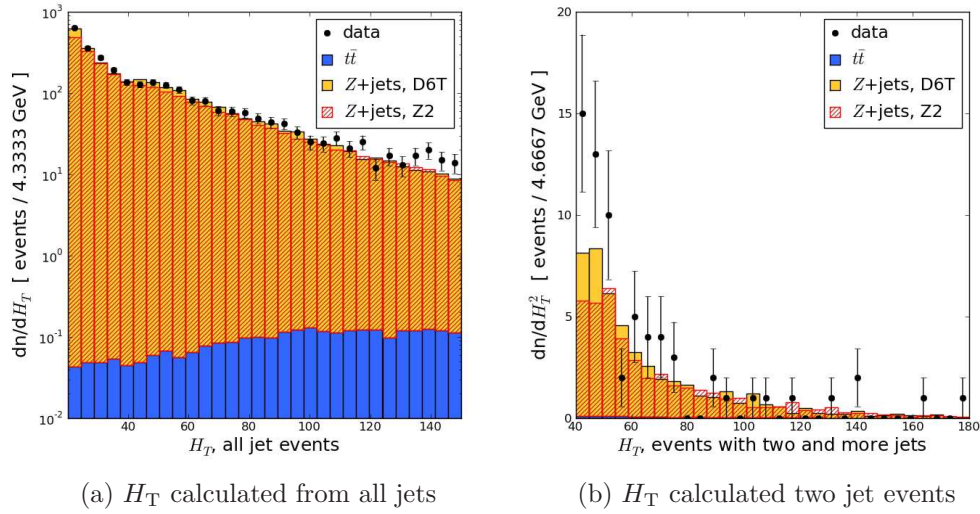 10³
10²
10¹
10⁰
10⁻¹
10⁻²
dn/dH_T [ events / 4.3333 GeV ]
data
tt̄
Z+jets, D6T
Z+jets, Z2
40 60 80 100 120 140
H_T, all jet events
(a) H_T calculated from all jets
20
15
10
5
0
dn/dH_T² [ events / 4.6667 GeV ]
data
tt̄
Z+jets, D6T
Z+jets, Z2
40 60 80 100 120 140 160 180
H_T, events with two and more jets
(b) H_T calculated two jet events